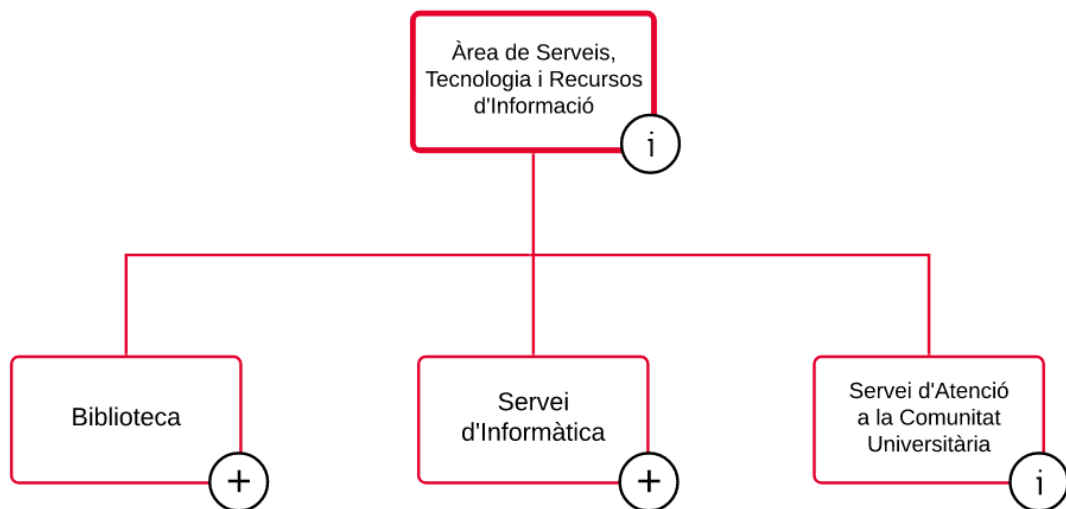 Àrea de Serveis,
Tecnologia i Recursos
d'Informació
i
Biblioteca
+
Servei
d'Informàtica
+
Servei d'Atenció
a la Comunitat
Universitària
i